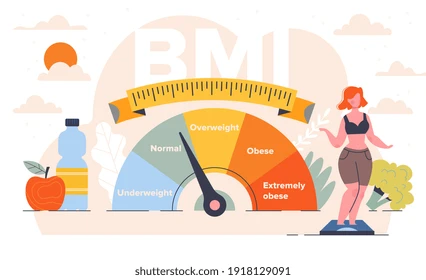 BMI
Overweight
Normal
Obese
Underweight
Extremely
obese
shutterstock.com · 1918129091